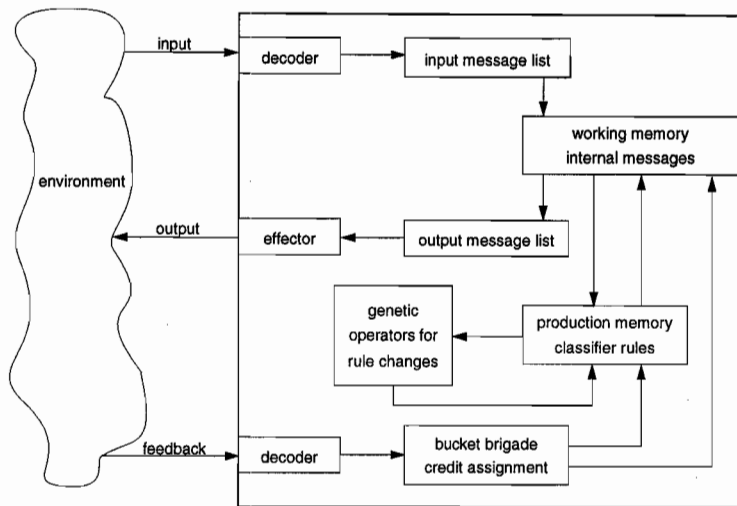 input
decoder
input message list
working memory
internal messages
environment
output
effector
output message list
genetic
operators for
rule changes
production memory
classifier rules
feedback
decoder
bucket brigade
credit assignment